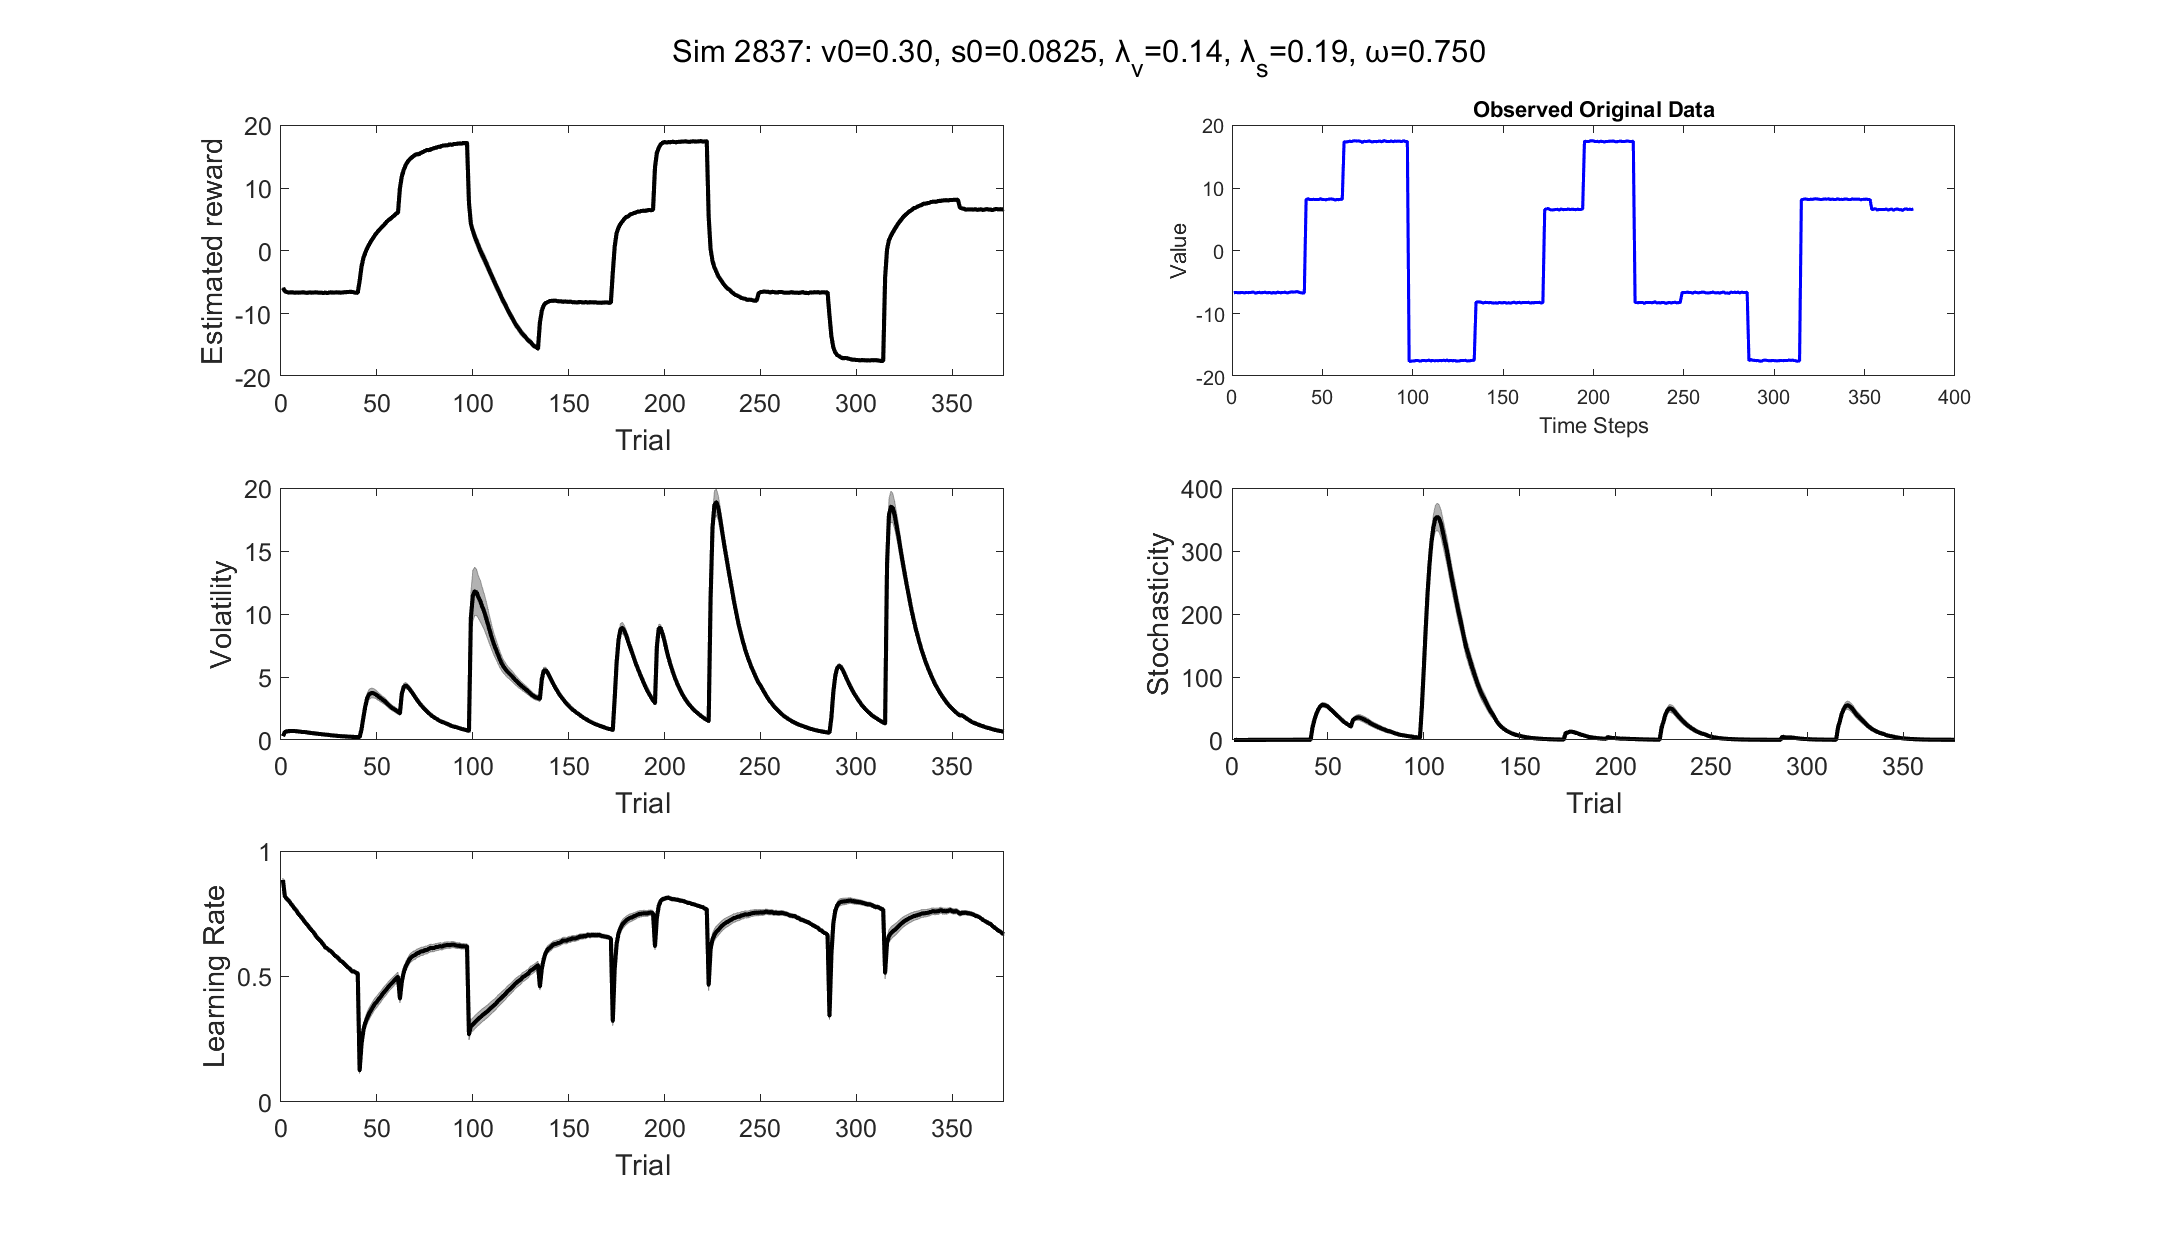 Sim 2837: v0=0.30, s0=0.0825, λ_v=0.14, λ_s=0.19, ω=0.750
Estimated reward
20
10
0
-10
-20
0 50 100 150 200 250 300 350
Trial
Observed Original Data
Value
20
10
0
-10
-20
0 50 100 150 200 250 300 350 400
Time Steps
Volatility
20
15
10
5
0
0 50 100 150 200 250 300 350
Trial
Stochasticity
400
300
200
100
0
0 50 100 150 200 250 300 350
Trial
Learning Rate
1
0.5
0
0 50 100 150 200 250 300 350
Trial